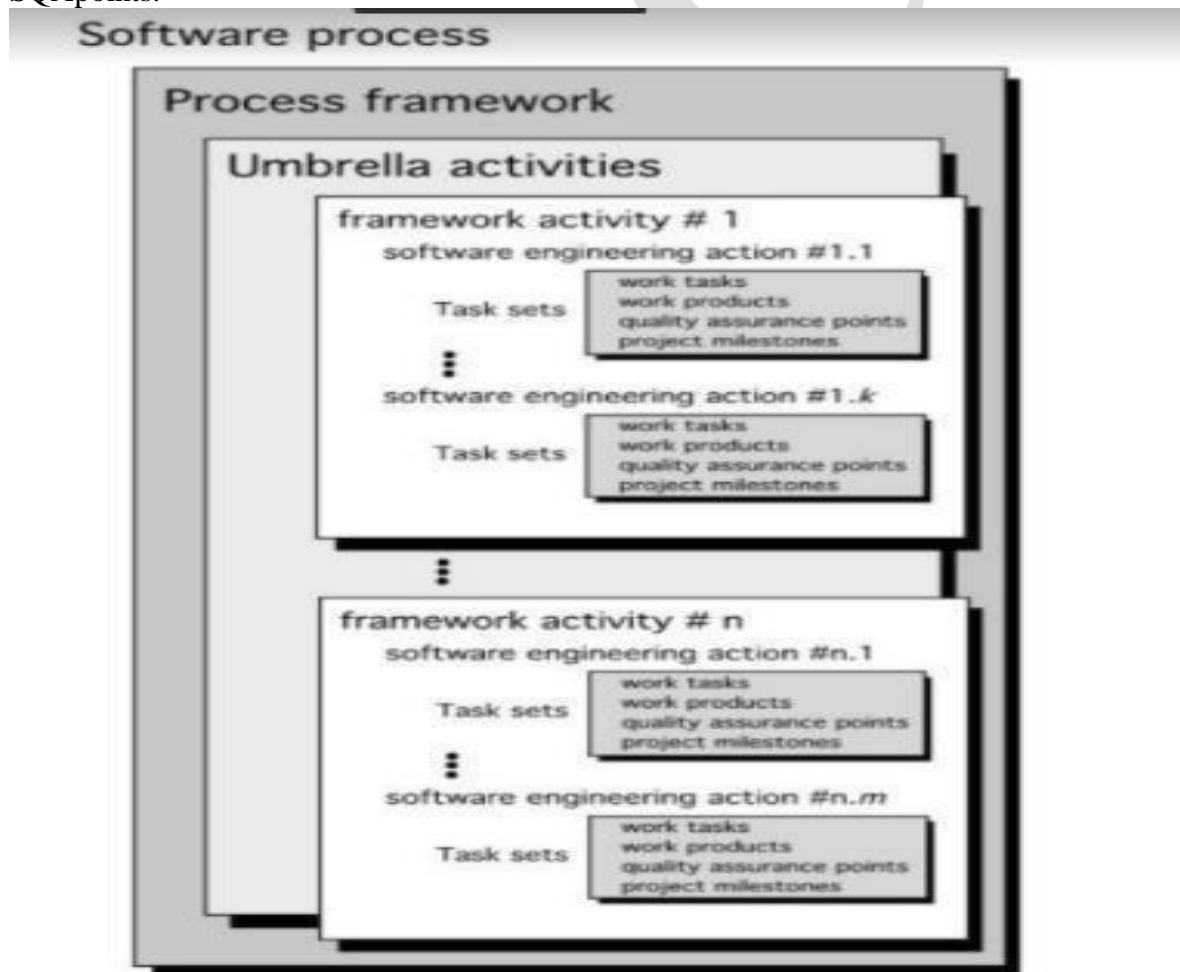 SQA points.
Software process
Process framework
Umbrella activities
framework activity # 1
software engineering action #1.1
Task sets
work tasks
work products
quality assurance points
project milestones
software engineering action #1.k
Task sets
work tasks
work products
quality assurance points
project milestones
framework activity # n
software engineering action #n.1
Task sets
work tasks
work products
quality assurance points
project milestones
software engineering action #n.m
Task sets
work tasks
work products
quality assurance points
project milestones